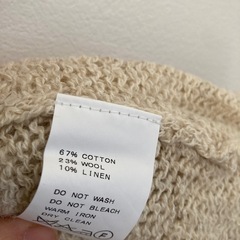 67% COTTON
23% WOOL
10% LINEN
DO NOT WASH
DO NOT BLEACH
WARM IRON
DRY CLEAN